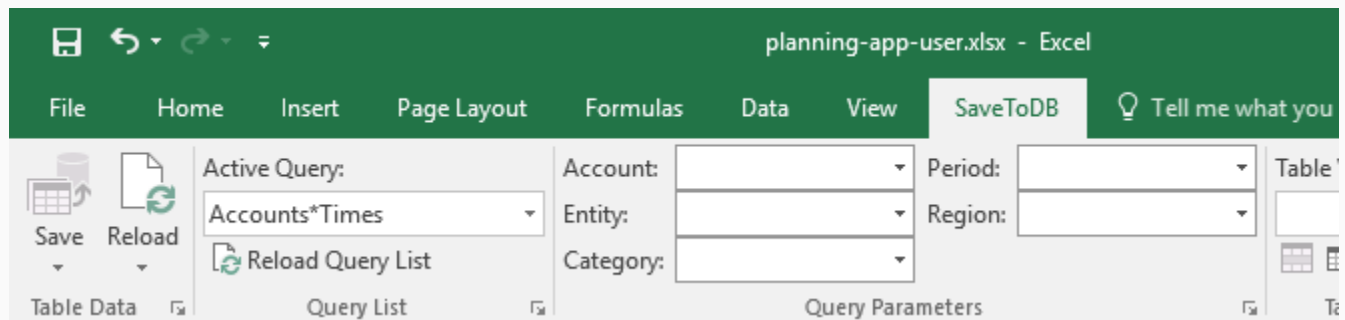 planning-app-user.xlsx - Excel
File Home Insert Page Layout Formulas Data View SaveToDB Tell me what you
Save
Reload
Table Data
Active Query:
Accounts*Times
Reload Query List
Query List
Account:
Entity:
Category:
Period:
Region:
Query Parameters
Table